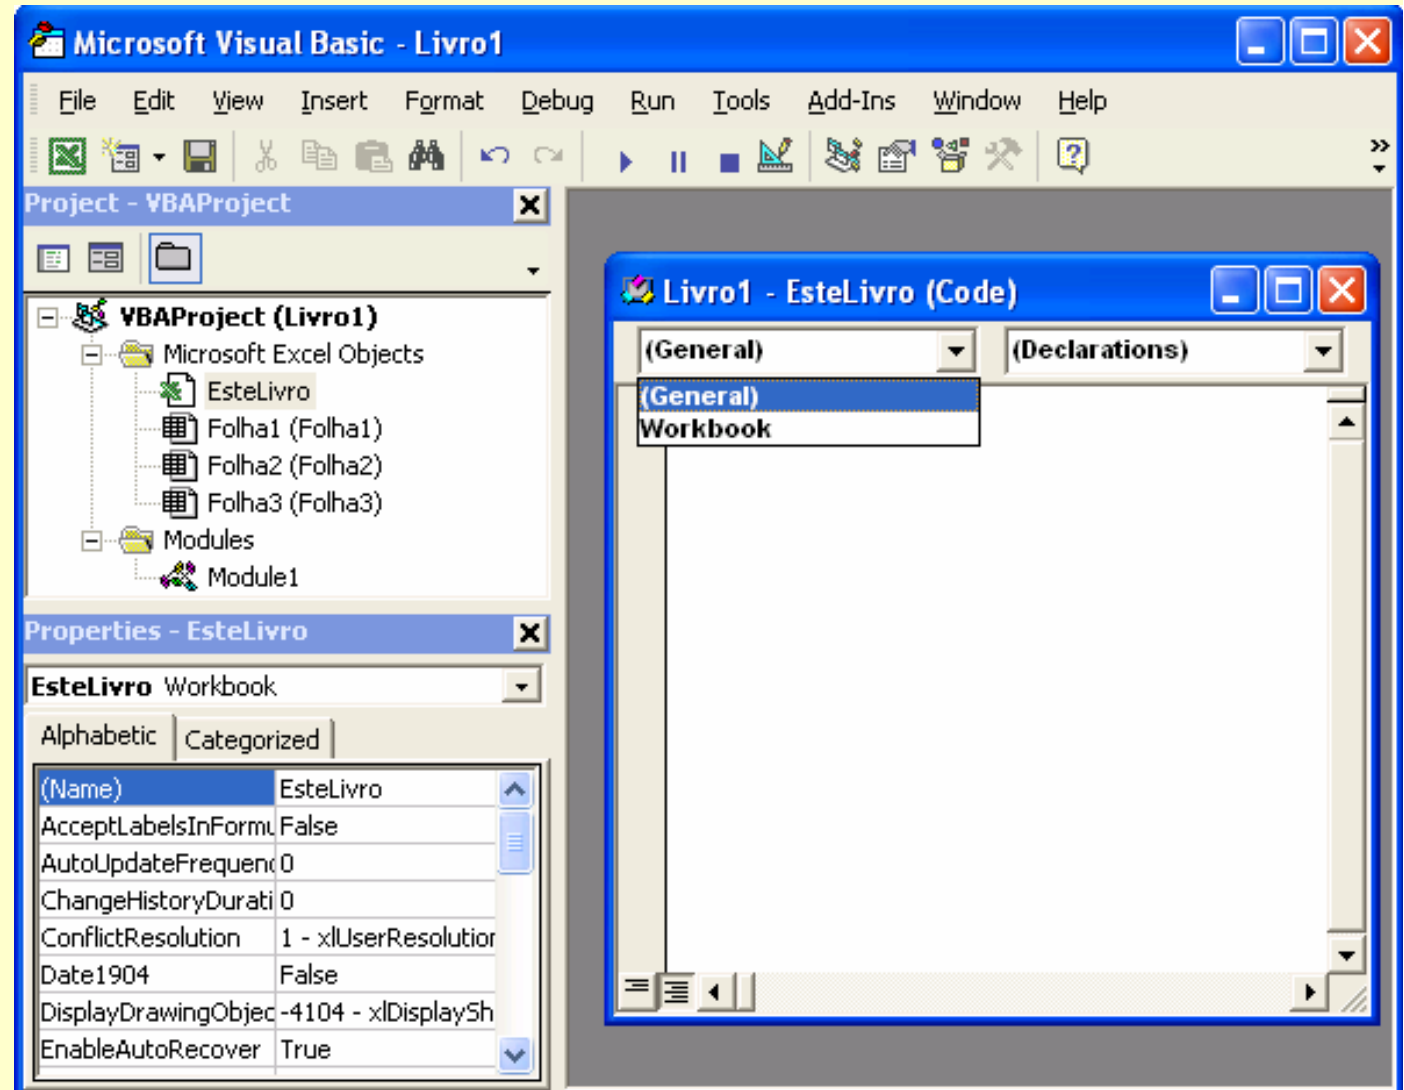 Microsoft Visual Basic - Livro1
File Edit View Insert Format Debug Run Tools Add-Ins Window Help
Project - VBAProject
VBAProject (Livro1)
Microsoft Excel Objects
EsteLivro
Folha1 (Folha1)
Folha2 (Folha2)
Folha3 (Folha3)
Modules
Module1
Properties - EsteLivro
EsteLivro Workbook
Alphabetic Categorized
(Name) EsteLivro
AcceptLabelsInFormu False
AutoUpdateFrequenc 0
ChangeHistoryDurati 0
ConflictResolution 1 - xlUserResolution
Date1904 False
DisplayDrawingObjec -4104 - xlDisplaySh
EnableAutoRecover True
Livro1 - EsteLivro (Code)
(General) (Declarations)
(General)
Workbook